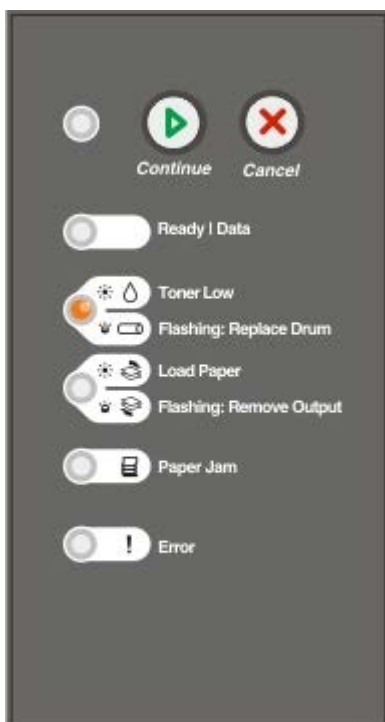 Continue
Cancel
Ready | Data
Toner Low
Flashing: Replace Drum
Load Paper
Flashing: Remove Output
Paper Jam
!
Error